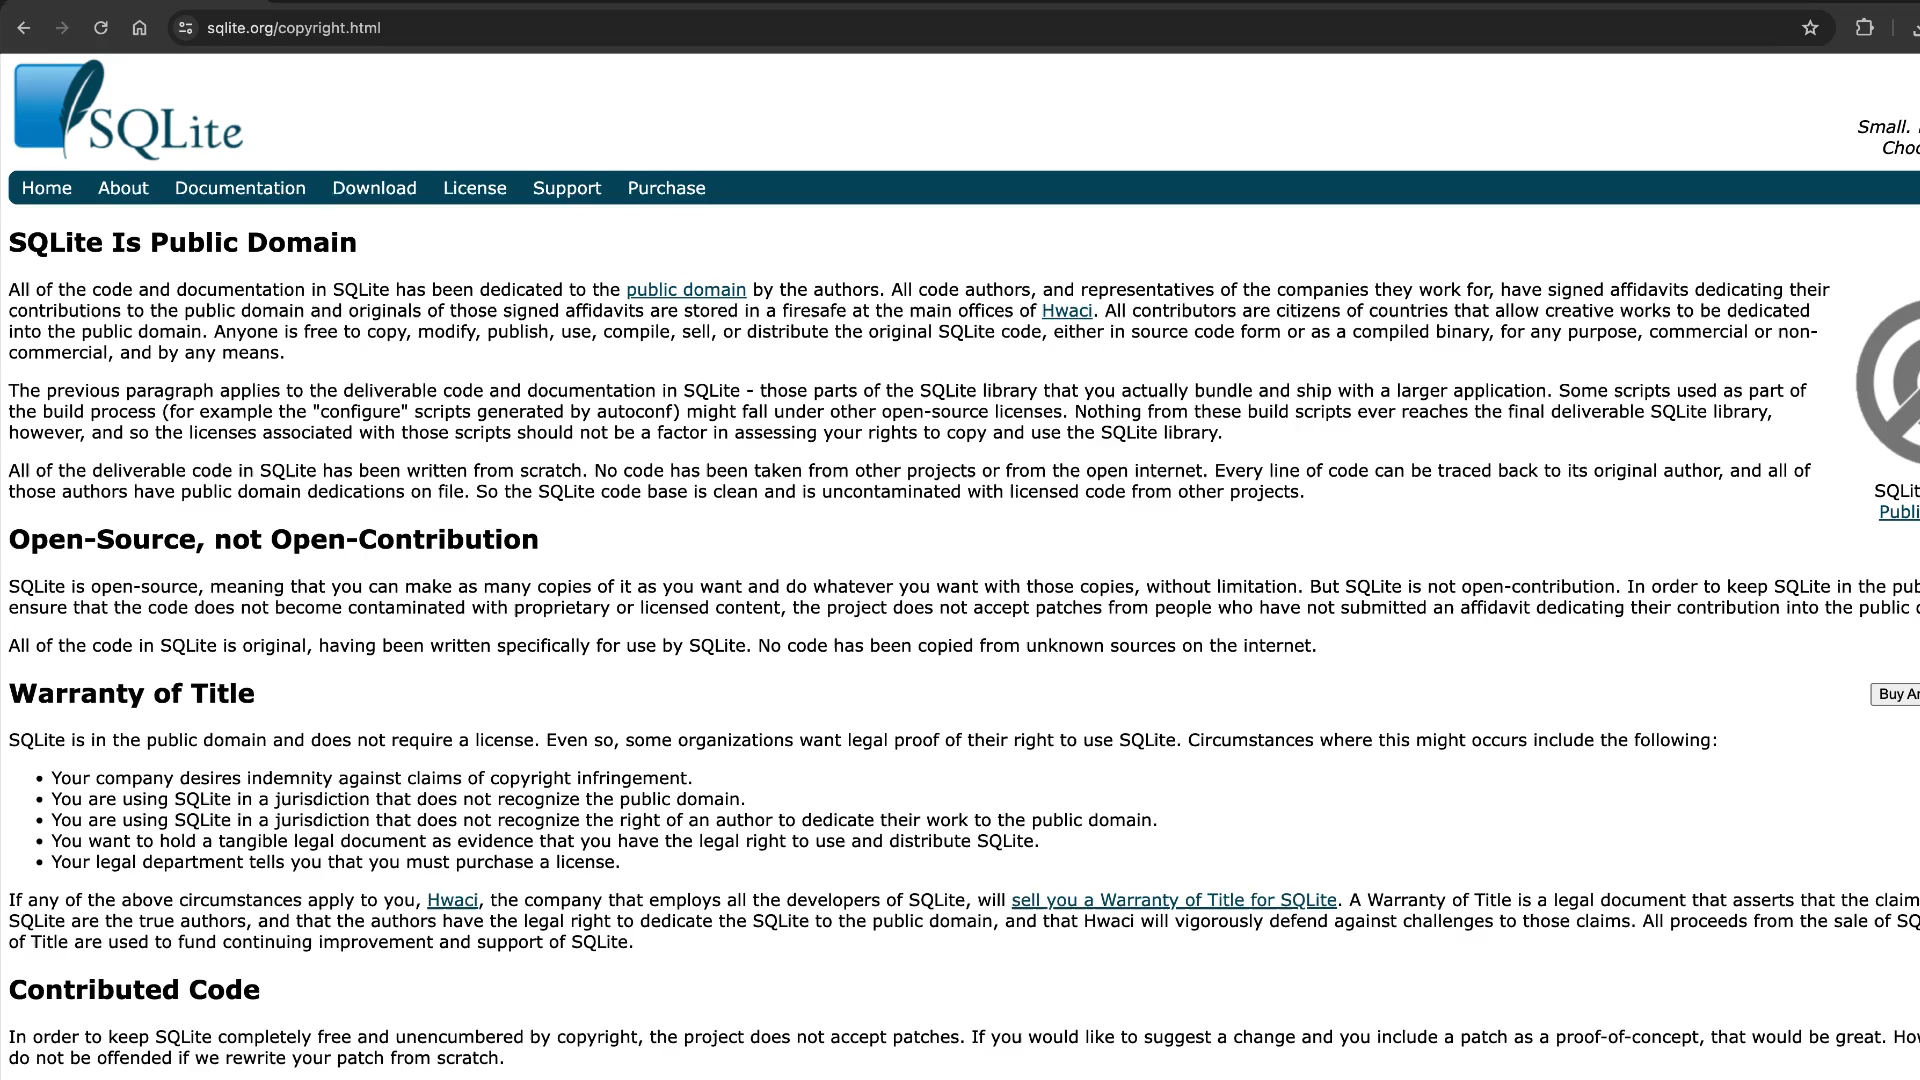 sqlite.org/copyright.html
SQLite
Small.
Home About Documentation Download License Support Purchase
SQLite Is Public Domain
All of the code and documentation in SQLite has been dedicated to the public domain by the authors. All code authors, and representatives of the companies they work for, have signed affidavits dedicating their
contributions to the public domain and originals of those signed affidavits are stored in a firesafe at the main offices of Hwaci. All contributors are citizens of countries that allow creative works to be dedicated
into the public domain. Anyone is free to copy, modify, publish, use, compile, sell, or distribute the original SQLite code, either in source code form or as a compiled binary, for any purpose, commercial or non-
commercial, and by any means.
The previous paragraph applies to the deliverable code and documentation in SQLite - those parts of the SQLite library that you actually bundle and ship with a larger application. Some scripts used as part of
the build process (for example the "configure" scripts generated by autoconf) might fall under other open-source licenses. Nothing from these build scripts ever reaches the final deliverable SQLite library,
however, and so the licenses associated with those scripts should not be a factor in assessing your rights to copy and use the SQLite library.
All of the deliverable code in SQLite has been written from scratch. No code has been taken from other projects or from the open internet. Every line of code can be traced back to its original author, and all of
those authors have public domain dedications on file. So the SQLite code base is clean and is uncontaminated with licensed code from other projects.
Open-Source, not Open-Contribution
SQLite is open-source, meaning that you can make as many copies of it as you want and do whatever you want with those copies, without limitation. But SQLite is not open-contribution. In order to keep SQLite in the
ensure that the code does not become contaminated with proprietary or licensed content, the project does not accept patches from people who have not submitted an affidavit dedicating their contribution into the public
All of the code in SQLite is original, having been written specifically for use by SQLite. No code has been copied from unknown sources on the internet.
Warranty of Title
Buy
SQLite is in the public domain and does not require a license. Even so, some organizations want legal proof of their right to use SQLite. Circumstances where this might occurs include the following:
• Your company desires indemnity against claims of copyright infringement.
• You are using SQLite in a jurisdiction that does not recognize the public domain.
• You are using SQLite in a jurisdiction that does not recognize the right of an author to dedicate their work to the public domain.
• You want to hold a tangible legal document as evidence that you have the legal right to use and distribute SQLite.
• Your legal department tells you that you must purchase a license.
If any of the above circumstances apply to you, Hwaci, the company that employs all the developers of SQLite, will sell you a Warranty of Title for SQLite. A Warranty of Title is a legal document that asserts that the
SQLite are the true authors, and that the authors have the legal right to dedicate the SQLite to the public domain, and that Hwaci will vigorously defend against challenges to those claims. All proceeds from the sale of
of Title are used to fund continuing improvement and support of SQLite.
Contributed Code
In order to keep SQLite completely free and unencumbered by copyright, the project does not accept patches. If you would like to suggest a change and you include a patch as a proof-of-concept, that would be great.
do not be offended if we rewrite your patch from scratch.